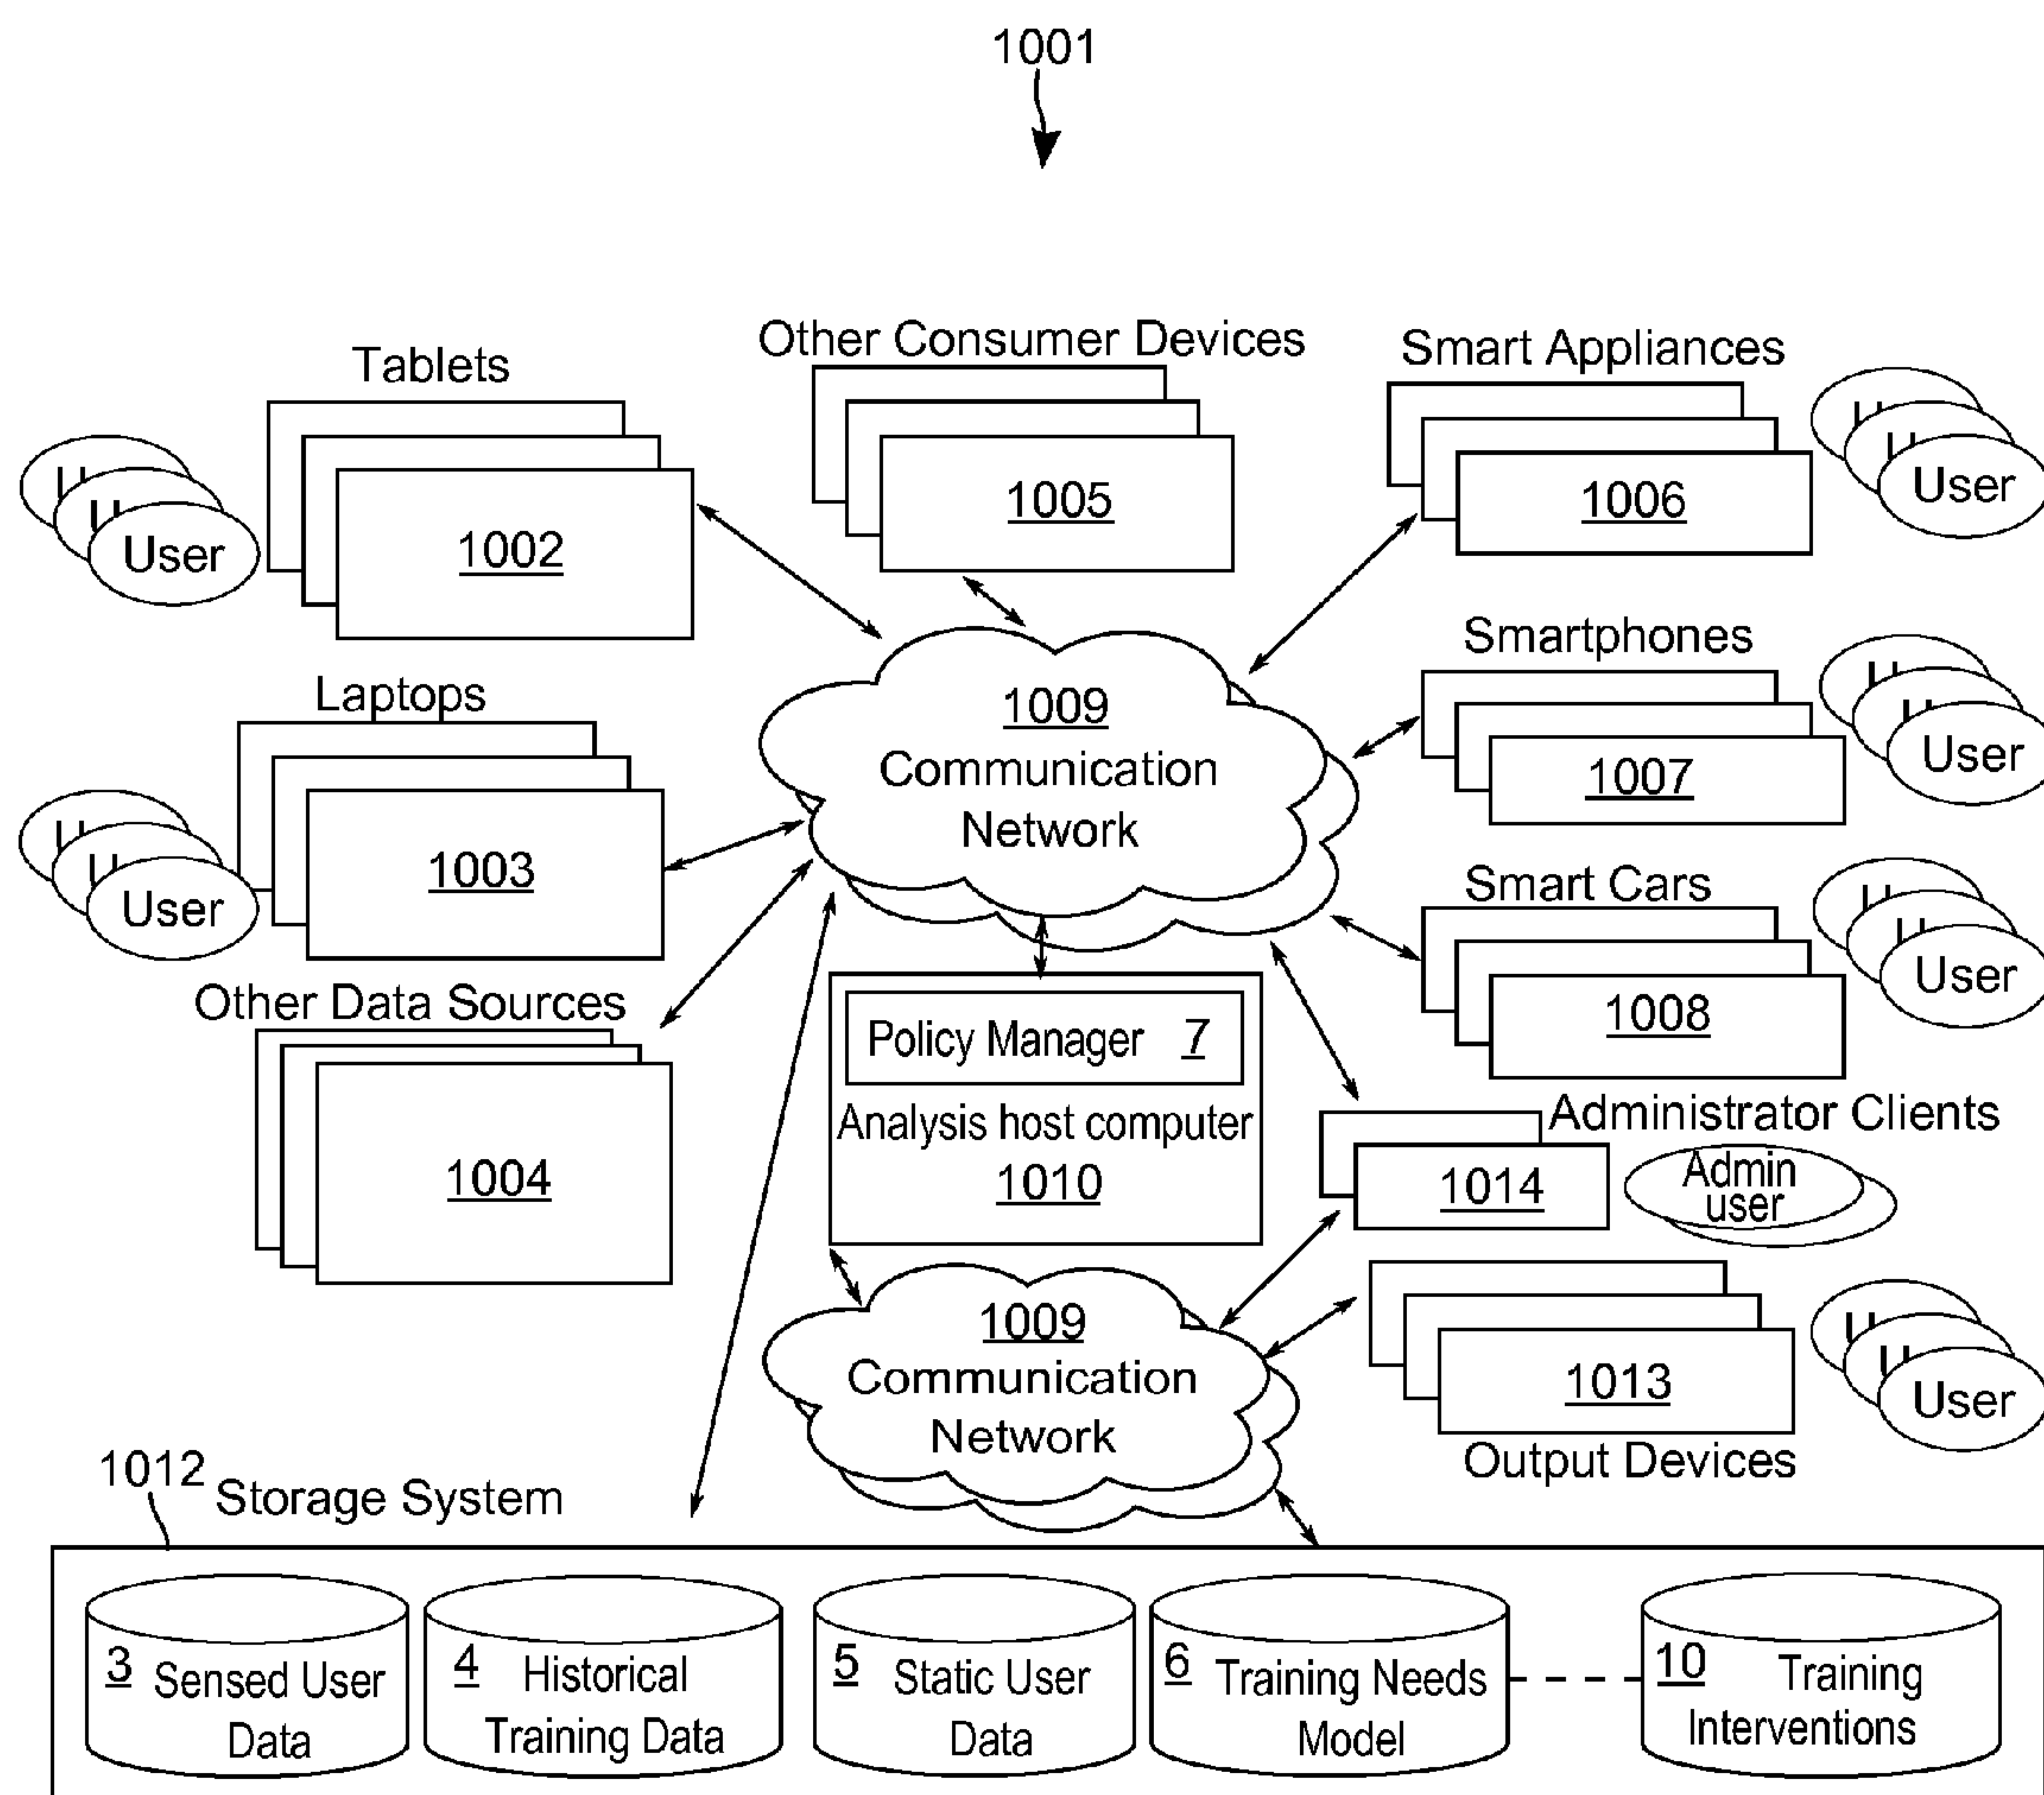 1001
Tablets
Other Consumer Devices
Smart Appliances
User
1002
1005
1006
User
Laptops
Smartphones
User
1003
1009
Communication
Network
1007
User
Other Data Sources
Smart Cars
1004
Policy Manager 7
Analysis host computer
1010
1008
User
Administrator Clients
1014
Admin
user
1009
Communication
Network
1013
User
Output Devices
1012
Storage System
3 Sensed User
Data
4 Historical
Training Data
5 Static User
Data
6 Training Needs
Model
10 Training
Interventions